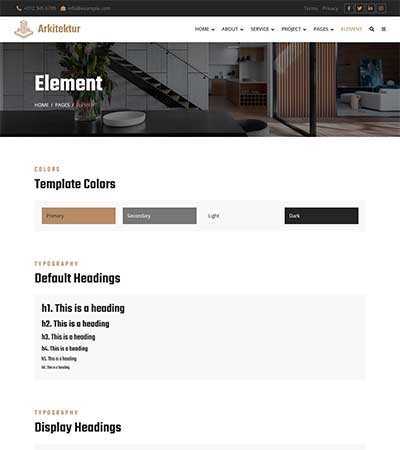 +012 345 6789 info@example.com Terms Privacy
Arkitektur HOME ABOUT SERVICE PROJECT PAGES ELEMENT
Element
HOME / PAGES / ELEMENT
COLORS
Template Colors
Primary Secondary Light Dark
TYPOGRAPHY
Default Headings
h1. This is a heading
h2. This is a heading
h3. This is a heading
h4. This is a heading
h5. This is a heading
h6. This is a heading
TYPOGRAPHY
Display Headings